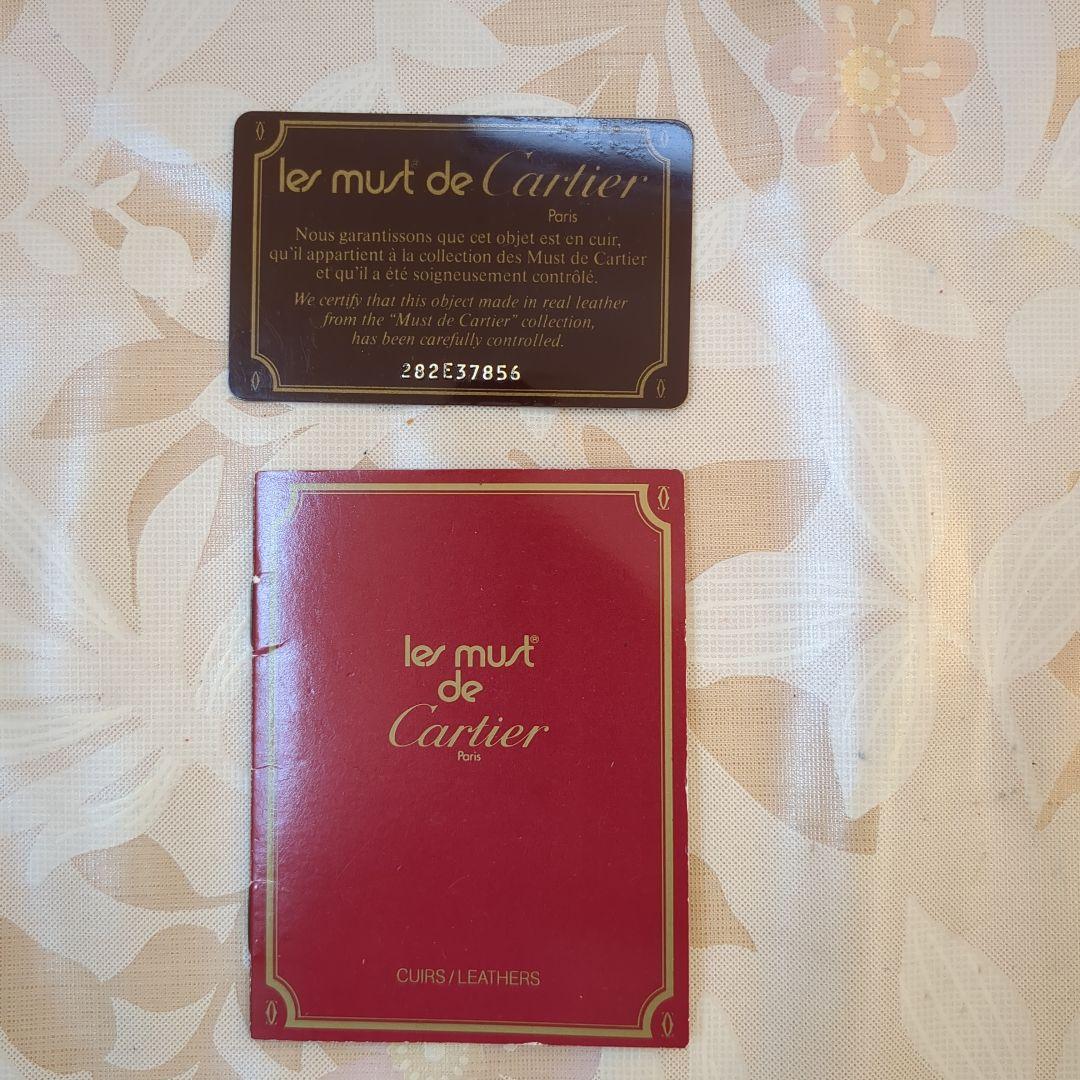 les must® de Cartier
Paris
Nous garantissons que cet objet est en cuir,
qu'il appartient à la collection des Must de Cartier
et qu'il a été soigneusement contrôlé.
We certify that this object made in real leather
from the "Must de Cartier" collection,
has been carefully controlled.
282E37856
les must®
de
Cartier
Paris
CUIRS/LEATHERS